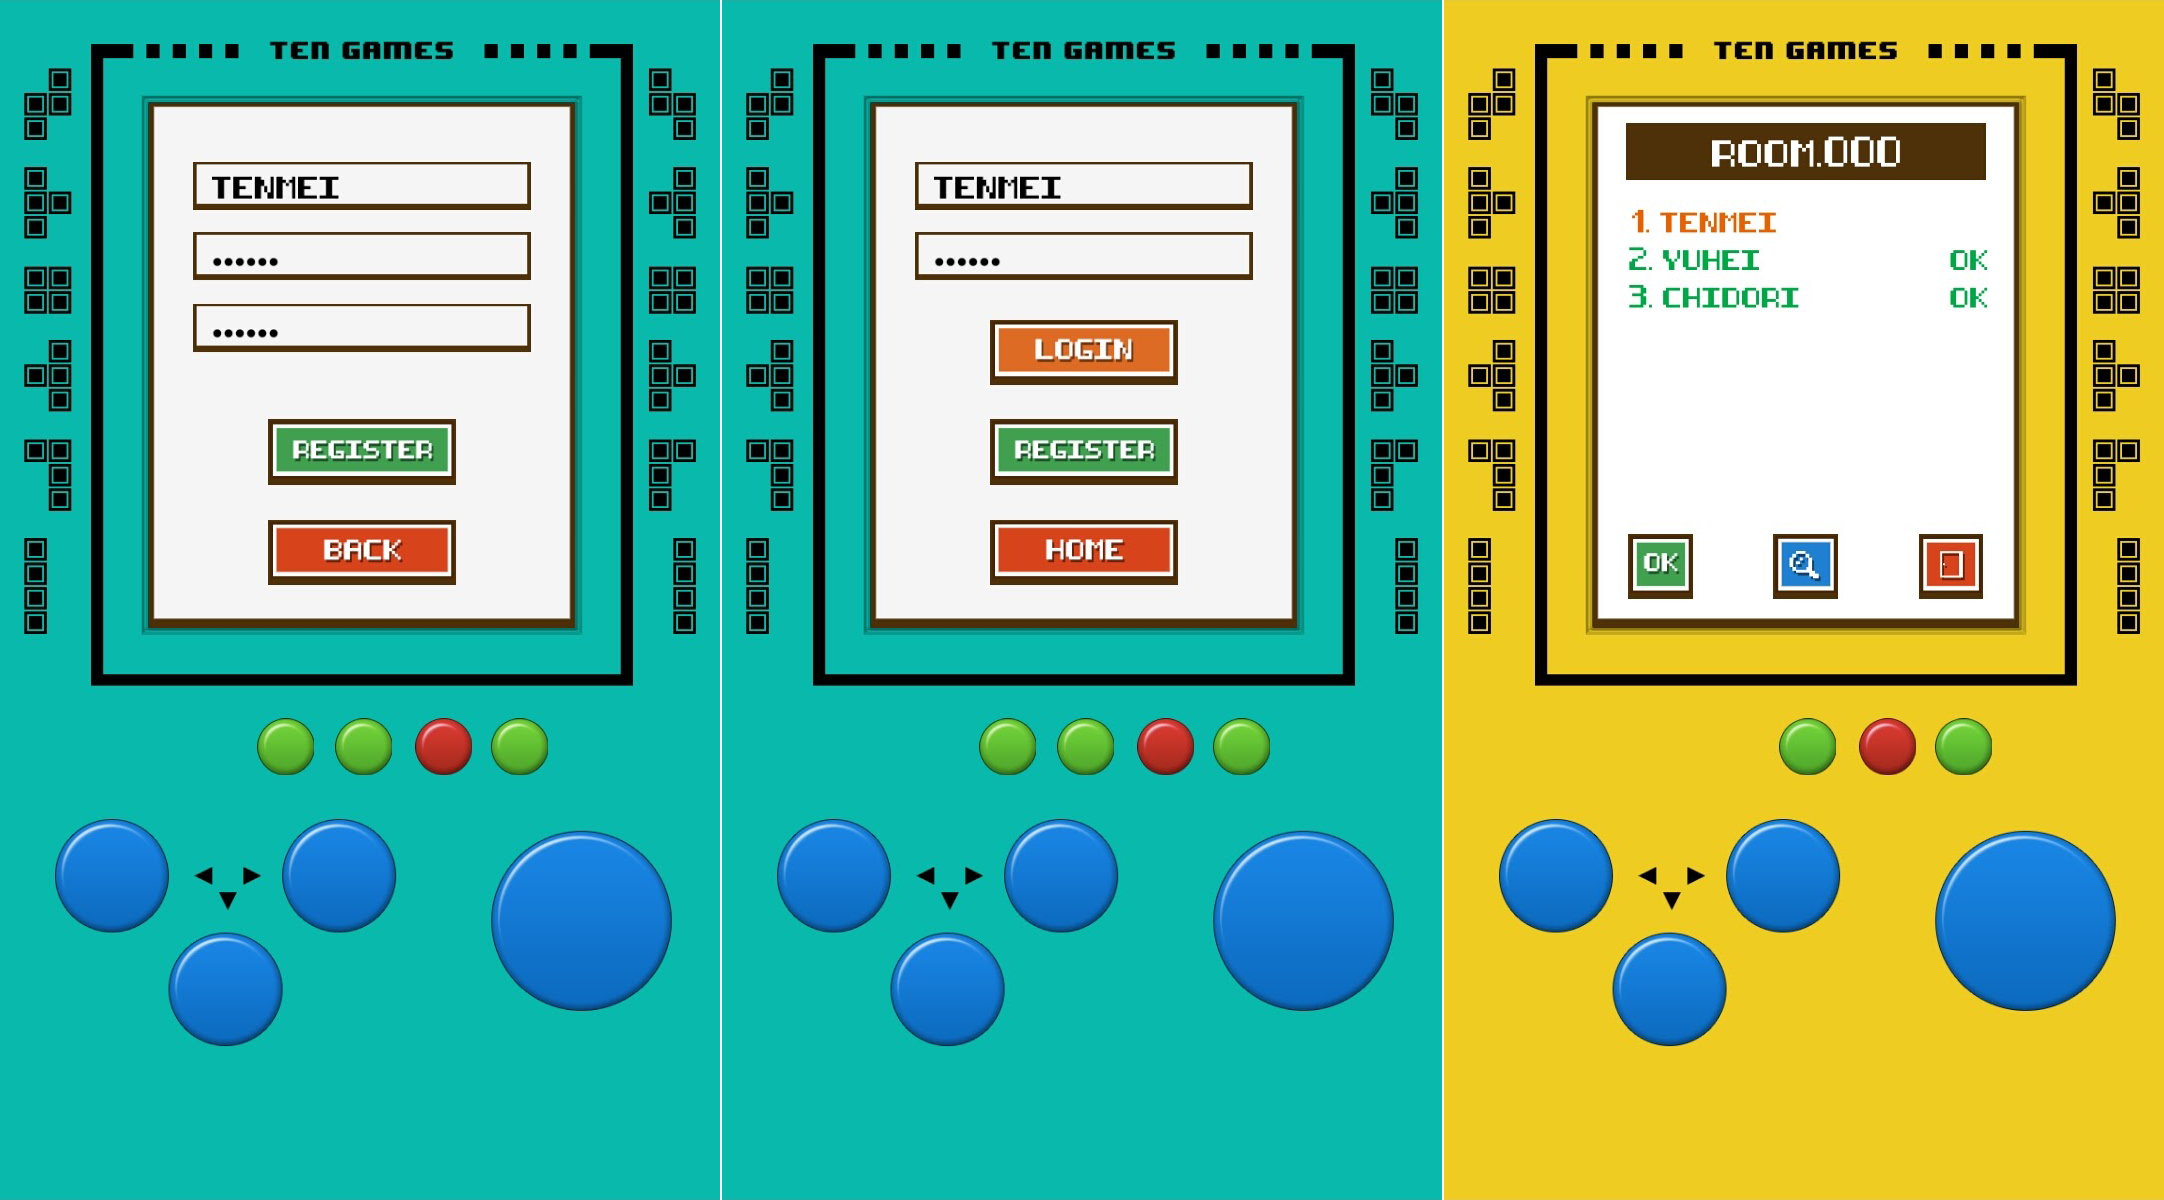 TEN GAMES
TENMEI
••••••
••••••
REGISTER
BACK
TEN GAMES
TENMEI
••••••
LOGIN
REGISTER
HOME
TEN GAMES
ROOM.000
1. TENMEI
2. YUHEI OK
3. CHIDORI OK
OK